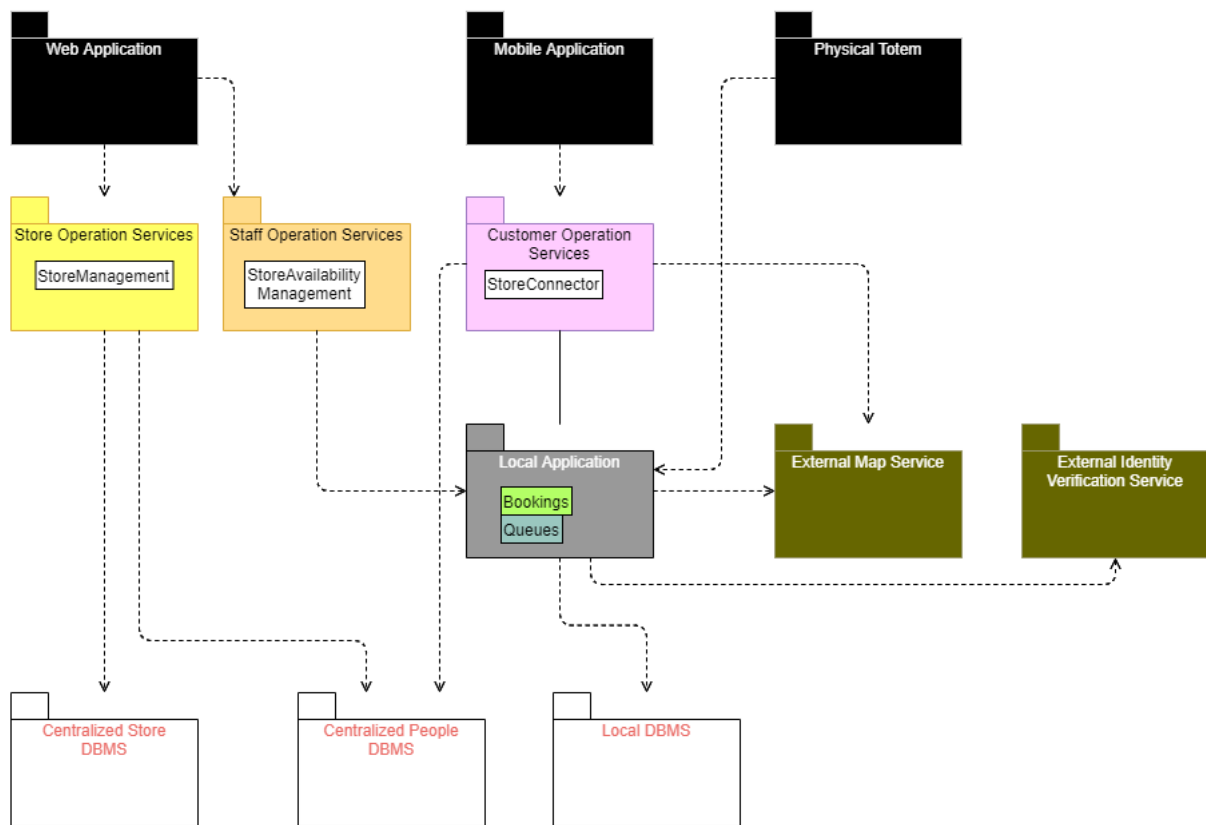 Web Application
Mobile Application
Physical Totem
Store Operation Services
StoreManagement
Staff Operation Services
StoreAvailability
Management
Customer Operation
Services
StoreConnector
Local Application
Bookings
Queues
External Map Service
External Identity
Verification Service
Centralized Store
DBMS
Centralized People
DBMS
Local DBMS